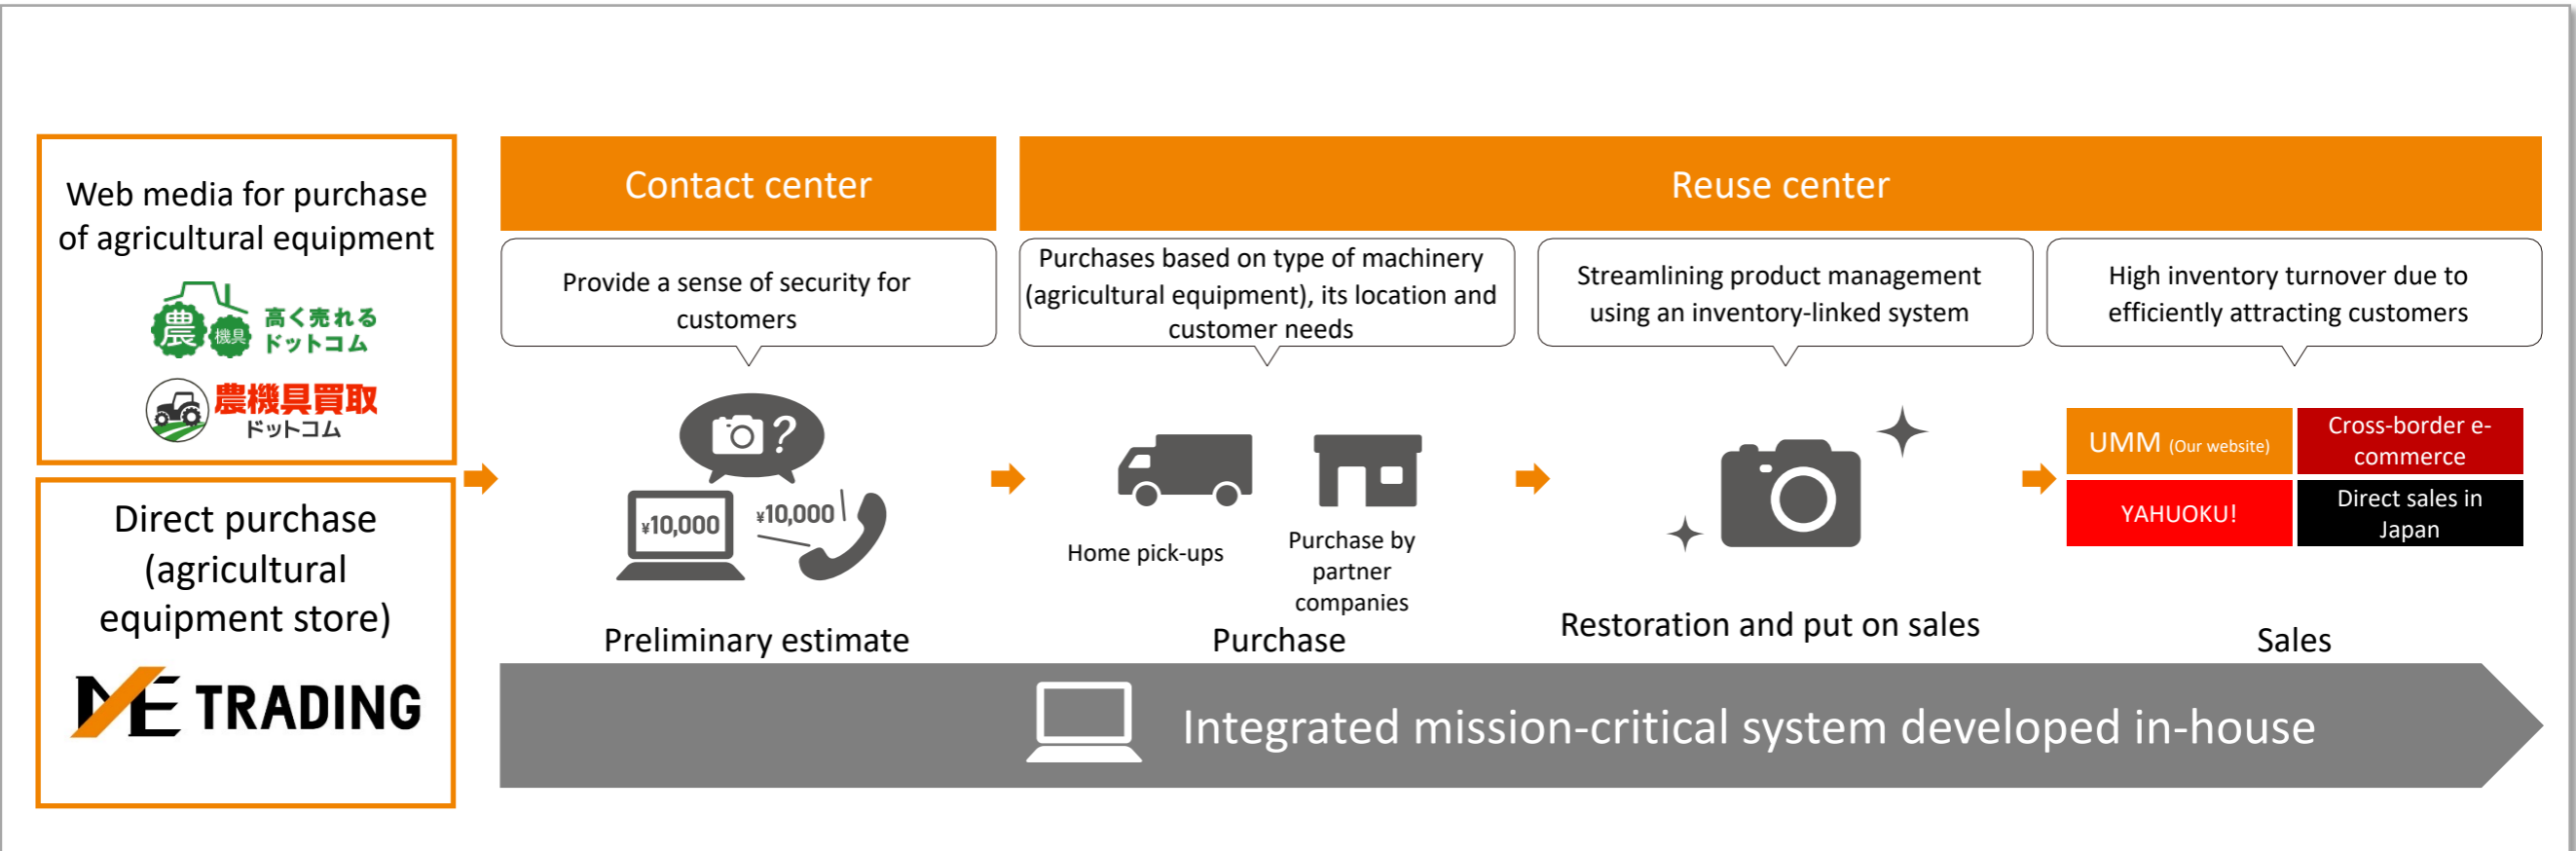 Web media for purchase
of agricultural equipment
農
機具
高く売れる
ドットコム
農機具買取
ドットコム
Direct purchase
(agricultural
equipment store)
ME TRADING
Contact center
Provide a sense of security for
customers
?
¥10,000
¥10,000
Preliminary estimate
Reuse center
Purchases based on type of machinery
(agricultural equipment), its location and
customer needs
Home pick-ups
Purchase by
partner
companies
Purchase
Streamlining product management
using an inventory-linked system
Restoration and put on sales
High inventory turnover due to
efficiently attracting customers
UMM (Our website)
Cross-border e-
commerce
YAHUOKU!
Direct sales in
Japan
Sales
Integrated mission-critical system developed in-house